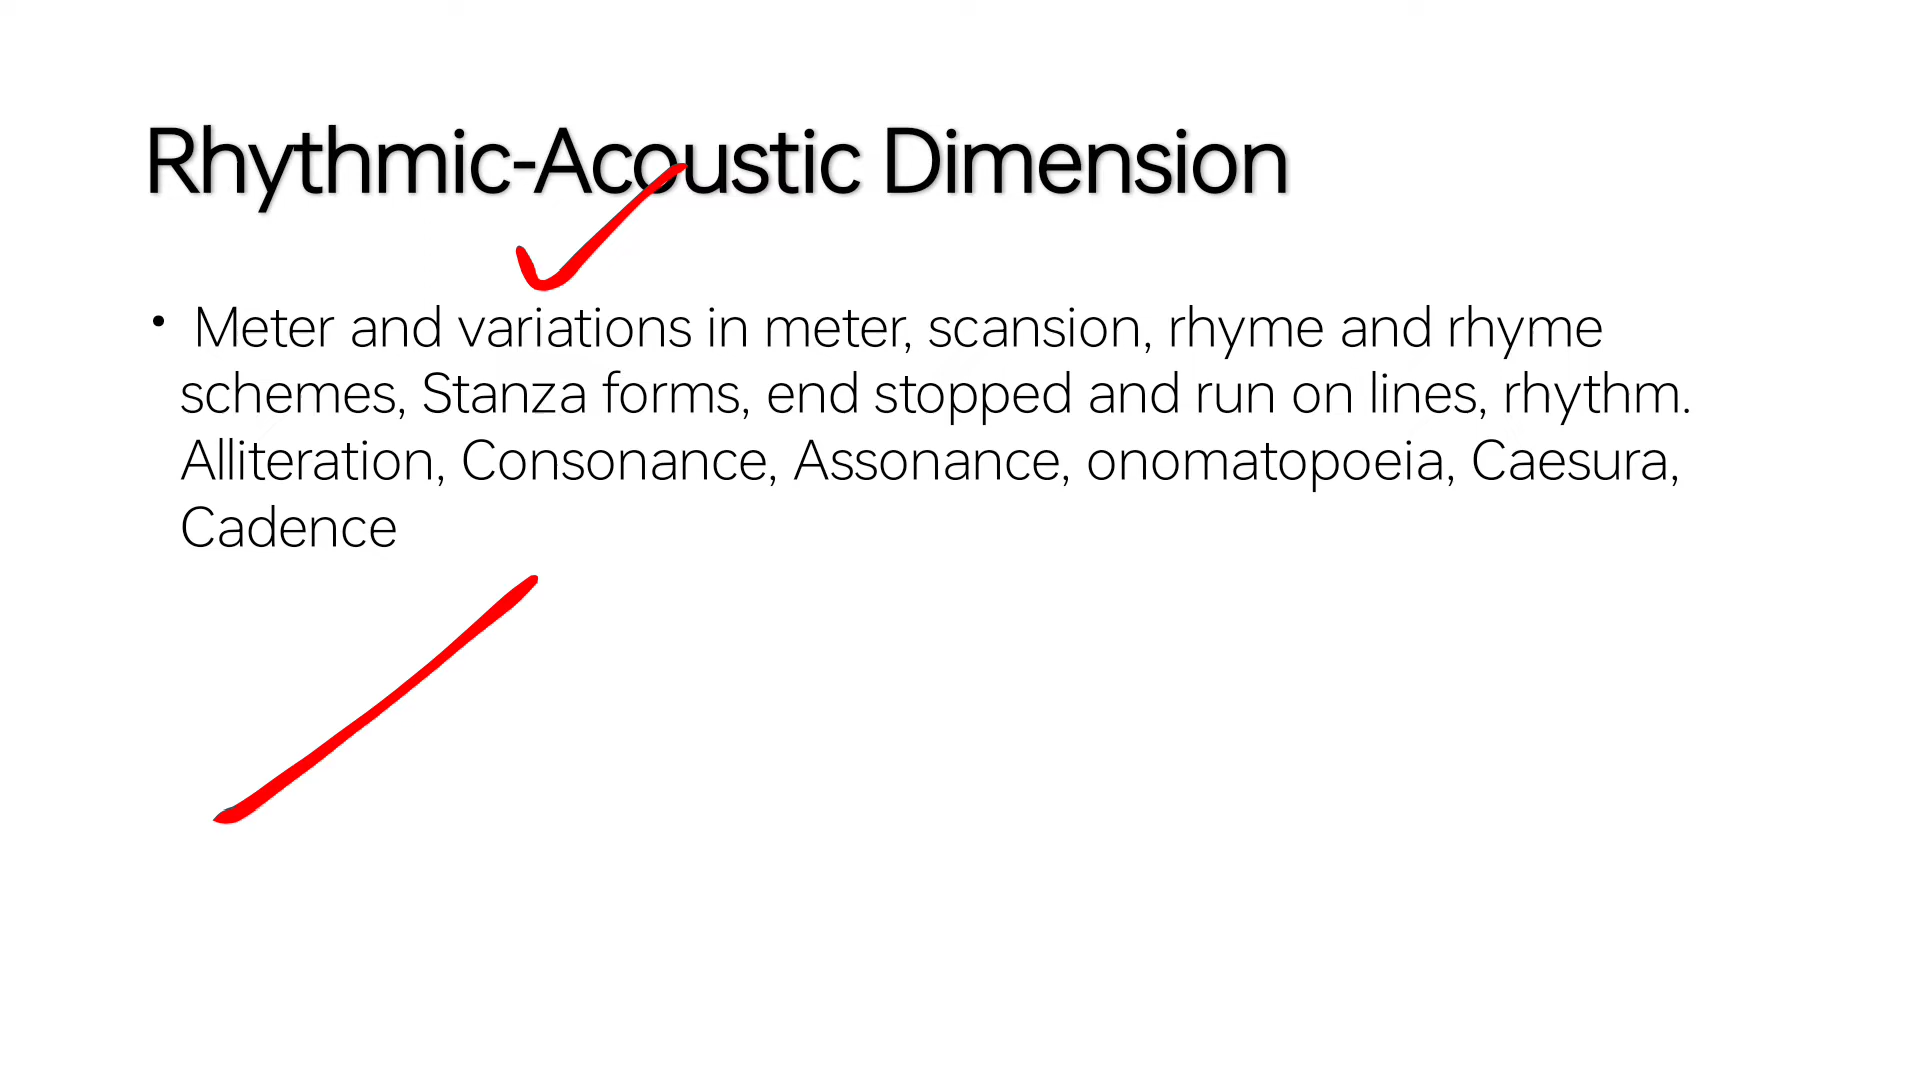 Rhythmic-Acoustic Dimension
• Meter and variations in meter, scansion, rhyme and rhyme
schemes, Stanza forms, end stopped and run on lines, rhythm.
Alliteration, Consonance, Assonance, onomatopoeia, Caesura,
Cadence